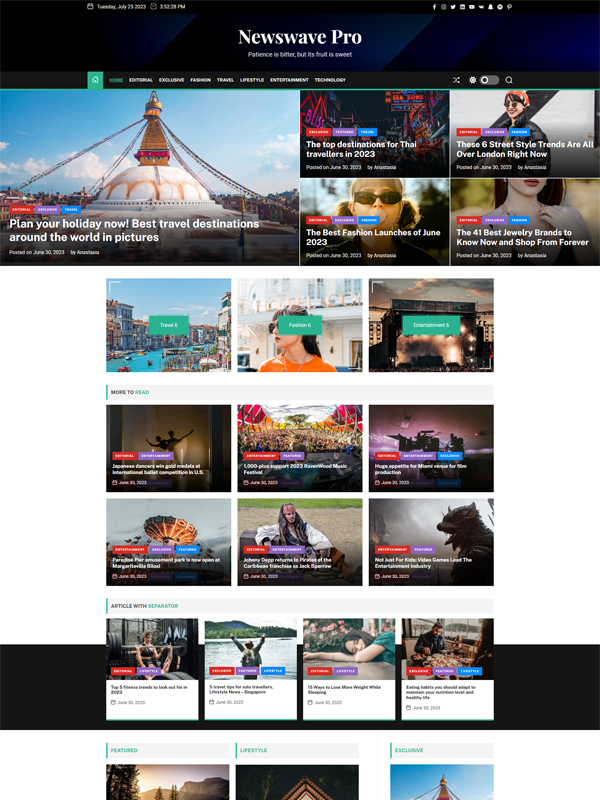 Tuesday, July 25 2023 3:52:28 PM
Newswave Pro
Patience is bitter, but its fruit is sweet
HOME EDITORIAL EXCLUSIVE FASHION TRAVEL LIFESTYLE ENTERTAINMENT TECHNOLOGY
EDITORIAL EXCLUSIVE TRAVEL
Plan your holiday now! Best travel destinations
around the world in pictures
Posted on June 30, 2023 by Anastasia
EXCLUSIVE FEATURED TRAVEL
The top destinations for Thai
travellers in 2023
Posted on June 30, 2023 by Anastasia
EDITORIAL EXCLUSIVE FASHION
These 6 Street Style Trends Are All
Over London Right Now
Posted on June 30, 2023 by Anastasia
EDITORIAL EXCLUSIVE FASHION
The Best Fashion Launches of June
2023
Posted on June 30, 2023 by Anastasia
EDITORIAL EXCLUSIVE FASHION
The 41 Best Jewelry Brands to
Know Now and Shop From Forever
Posted on June 30, 2023 by Anastasia
Travel 6
Fashion 6
Entertainment 6
MORE TO READ
EDITORIAL ENTERTAINMENT
Japanese dancers win gold medals at
international ballet competition in U.S.
June 30, 2023
ENTERTAINMENT FEATURED
1,000-plus support 2023 RavenWood Music
Festival
June 30, 2023
EDITORIAL ENTERTAINMENT EXCLUSIVE
Huge appetite for Miami venue for film
production
June 30, 2023
ENTERTAINMENT EXCLUSIVE FEATURED
Paradise Pier amusement park is now open at
Margaritaville Biloxi
June 30, 2023
EDITORIAL ENTERTAINMENT
Johnny Depp returns to Pirates of the
Caribbean franchise as Jack Sparrow
June 30, 2023
ENTERTAINMENT FEATURED
Not Just For Kids: Video Games Lead The
Entertainment Industry
June 30, 2023
ARTICLE WITH SEPARATOR
EDITORIAL LIFESTYLE
Top 5 fitness trends to look out for in
2023
June 30, 2023
EXCLUSIVE FEATURED LIFESTYLE
5 travel tips for solo travellers,
Lifestyle News - Singapore
June 30, 2023
EDITORIAL LIFESTYLE
15 Ways to Lose More Weight While
Sleeping
June 30, 2023
EXCLUSIVE FEATURED LIFESTYLE
Eating habits you should adapt to
maintain your nutrition level and
healthy life
June 30, 2023
FEATURED
LIFESTYLE
EXCLUSIVE